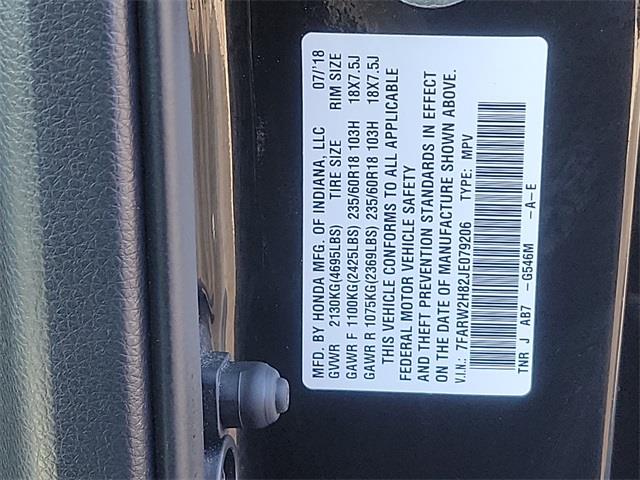 MFD. BY HONDA MFG. OF INDIANA, LLC 07/'18
GVWR 2130KG(4695LBS) TIRE SIZE RIM SIZE
GAWR F 1100KG(2425LBS) 235/60R18 103H 18X7.5J
GAWR R 1075KG(2369LBS) 235/60R18 103H 18X7.5J
THIS VEHICLE CONFORMS TO ALL APPLICABLE
FEDERAL MOTOR VEHICLE SAFETY
AND THEFT PREVENTION STANDARDS IN EFFECT
ON THE DATE OF MANUFACTURE SHOWN ABOVE.
V.I.N.: 7FARW2H82JE079206 TYPE: MPV
TNR J AB7 -G546M -A-E